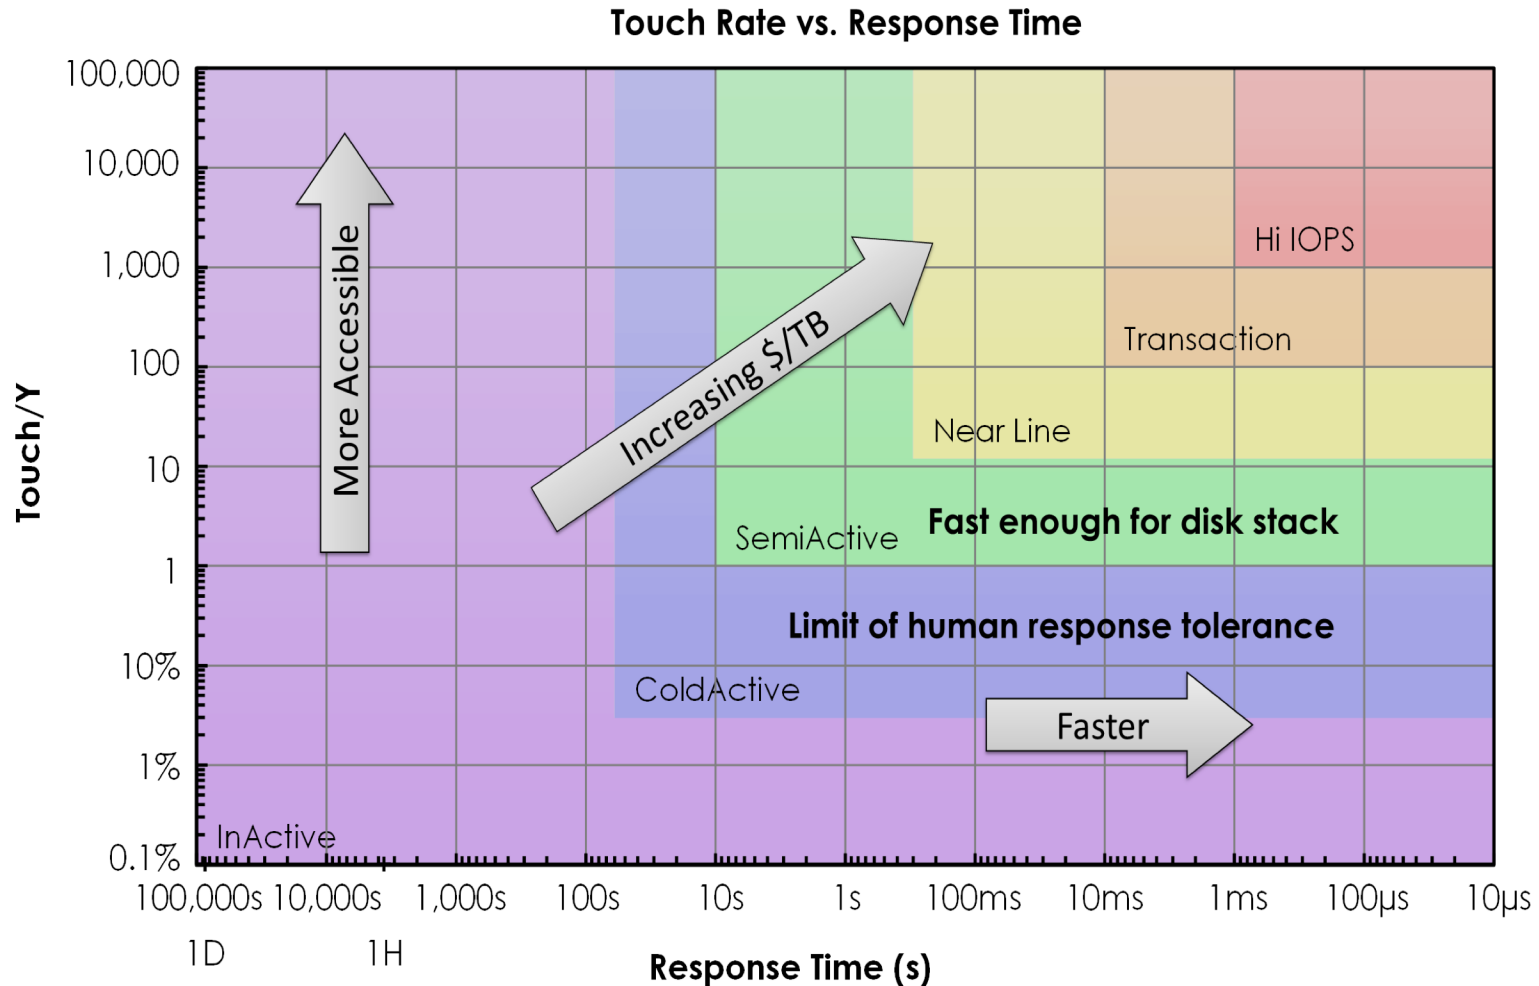 Touch Rate vs. Response Time
100,000
10,000
1,000
100
10
1
10%
1%
0.1%
Touch/Y
More Accessible
Increasing $/TB
Hi IOPS
Transaction
Near Line
Fast enough for disk stack
SemiActive
Limit of human response tolerance
ColdActive
Faster
InActive
100,000s 10,000s 1,000s 100s 10s 1s 100ms 10ms 1ms 100µs 10µs
1D 1H
Response Time (s)